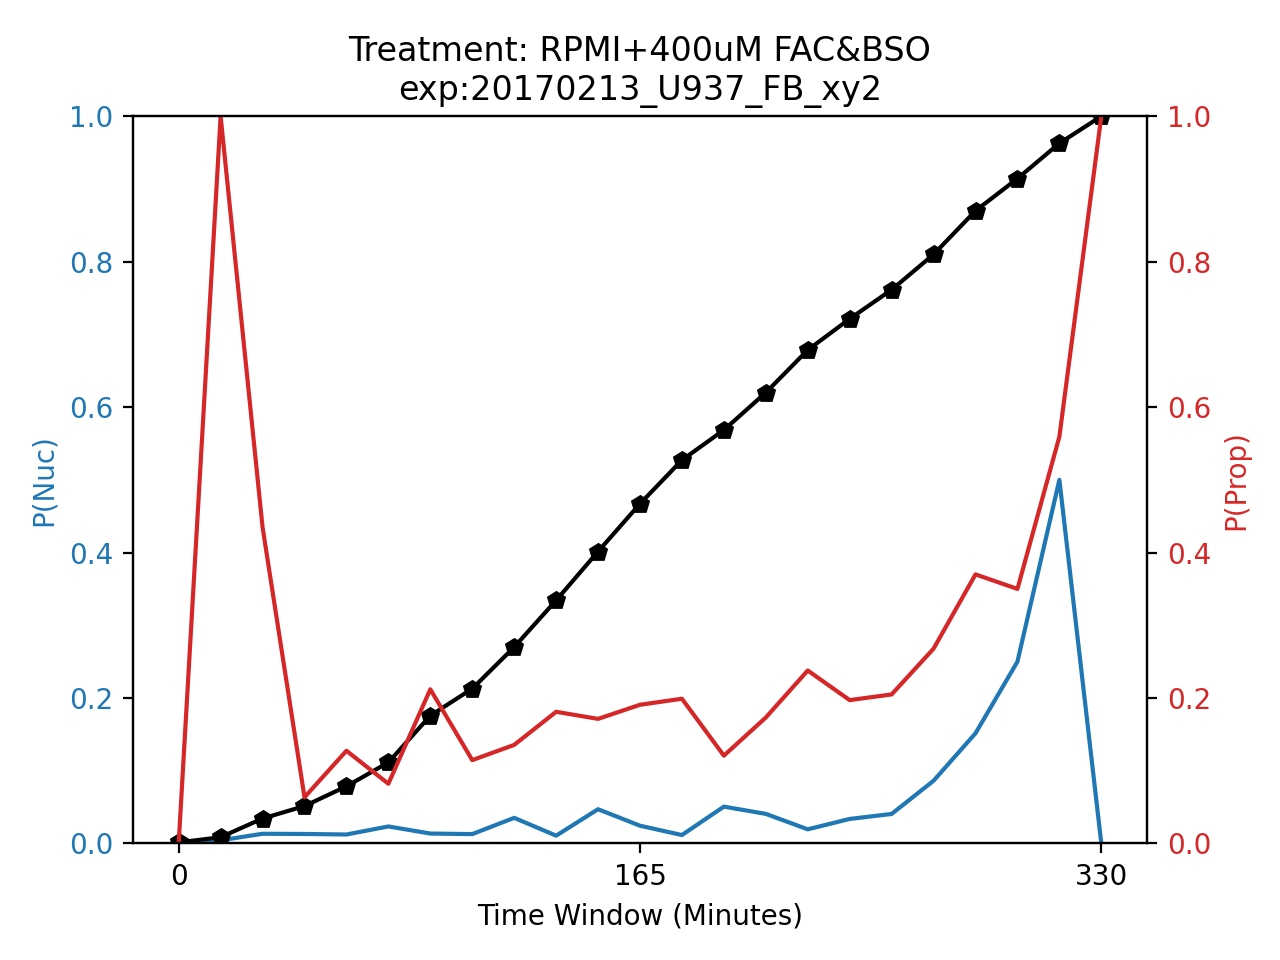 Treatment: RPMI+400uM FAC&BSO
exp:20170213_U937_FB_xy2
1.0
0.8
0.6
0.4
0.2
0.0
P(Nuc)
1.0
0.8
0.6
0.4
0.2
0.0
P(Prop)
0 165 330
Time Window (Minutes)